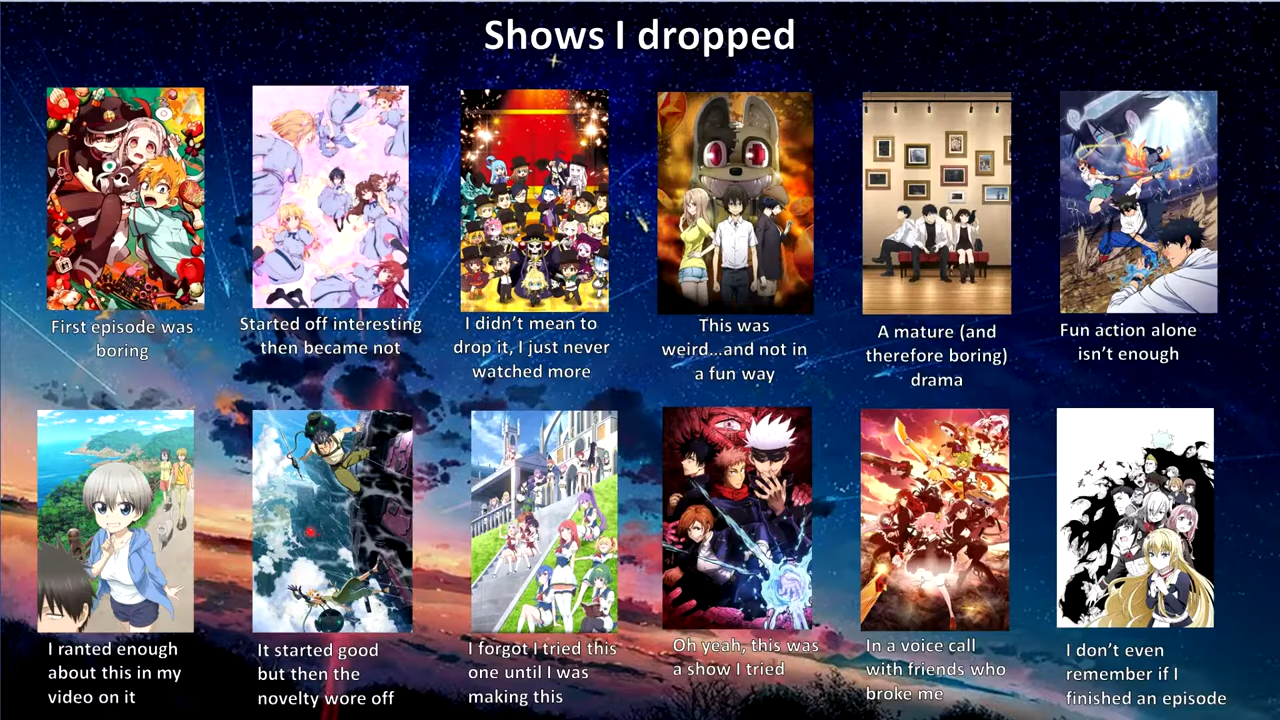 Shows I dropped
First episode was
boring
Started off interesting
then became not
I didn't mean to
drop it, I just never
watched more
This was
weird...and not in
a fun way
A mature (and
therefore boring)
drama
Fun action alone
isn't enough
I ranted enough
about this in my
video on it
It started good
but then the
novelty wore off
I forgot I tried this
one until I was
making this
Oh yeah, this was
a show I tried
In a voice call
with friends who
broke me
I don't even
remember if I
finished an episode